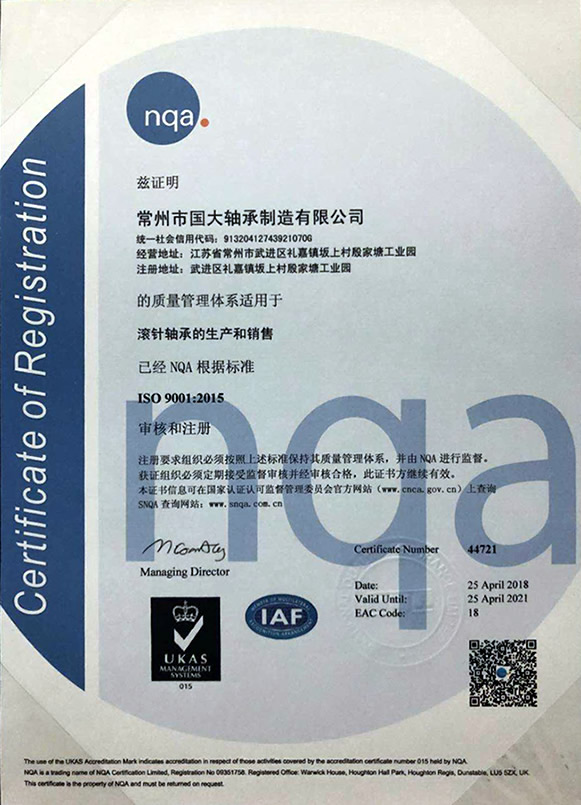 nqa.
Certificate of Registration
兹证明
常州市国大轴承制造有限公司
统一社会信用代码：91320412743921070G
经营地址：江苏省常州市武进区礼嘉镇坂上村殷家塘工业园
注册地址：武进区礼嘉镇坂上村殷家塘工业园
的质量管理体系适用于
滚针轴承的生产和销售
已经 NQA 根据标准
ISO 9001:2015
审核和注册
注册要求组织必须按照上述标准保持其质量管理体系，并由 NQA 进行监督。
获证组织必须定期接受监督审核并经审核合格，此证书方继续有效。
本证书信息可在国家认证认可监督管理委员会官方网站（www.cnca.gov.cn）上查询
SNQA 查询网站：www.snqa.com.cn
nqa
Managing Director
Certificate Number 44721
Date: 25 April 2018
Valid Until: 25 April 2021
EAC Code: 18
UKAS
MANAGEMENT
SYSTEMS
015
IAF
The use of the UKAS Accreditation Mark indicates accreditation in respect of those activities covered by the accreditation certificate number 015 held by NQA.
NQA is a trading name of NQA Certification Limited, Registration No 09351758. Registered Office: Warwick House, Houghton Hall Park, Houghton Regis, Dunstable, LU5 5ZX, UK.
This certificate is the property of NQA and must be returned on request.